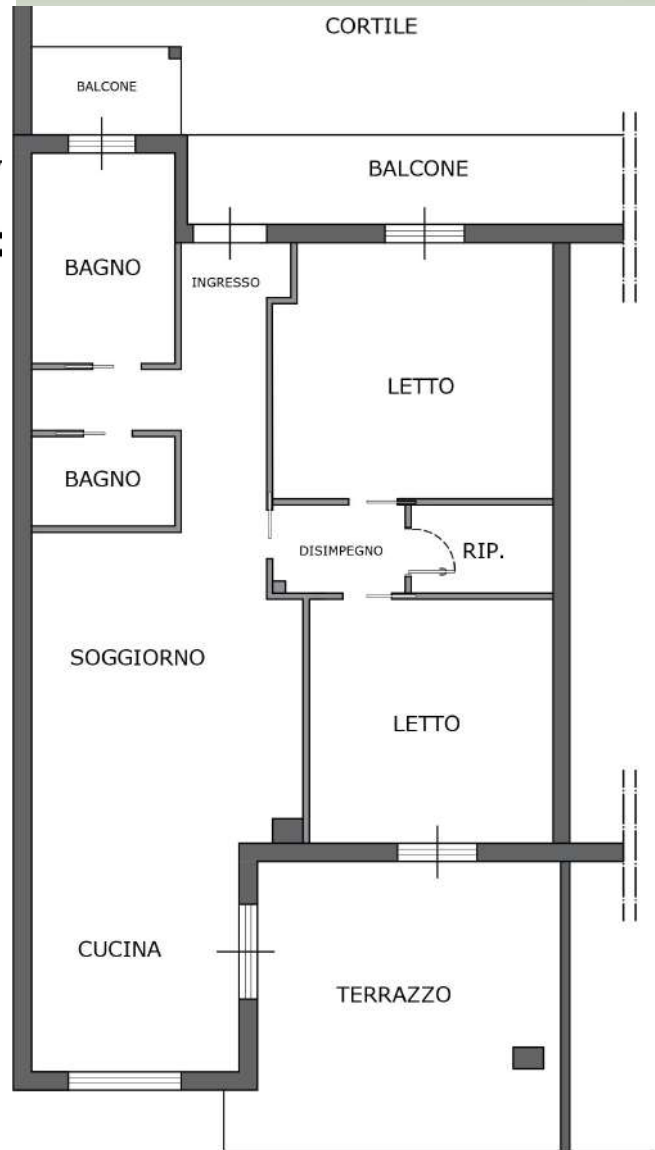 CORTILE
BALCONE
BALCONE
BAGNO
INGRESSO
LETTO
BAGNO
DISIMPEGNO
RIP.
SOGGIORNO
LETTO
CUCINA
TERRAZZO